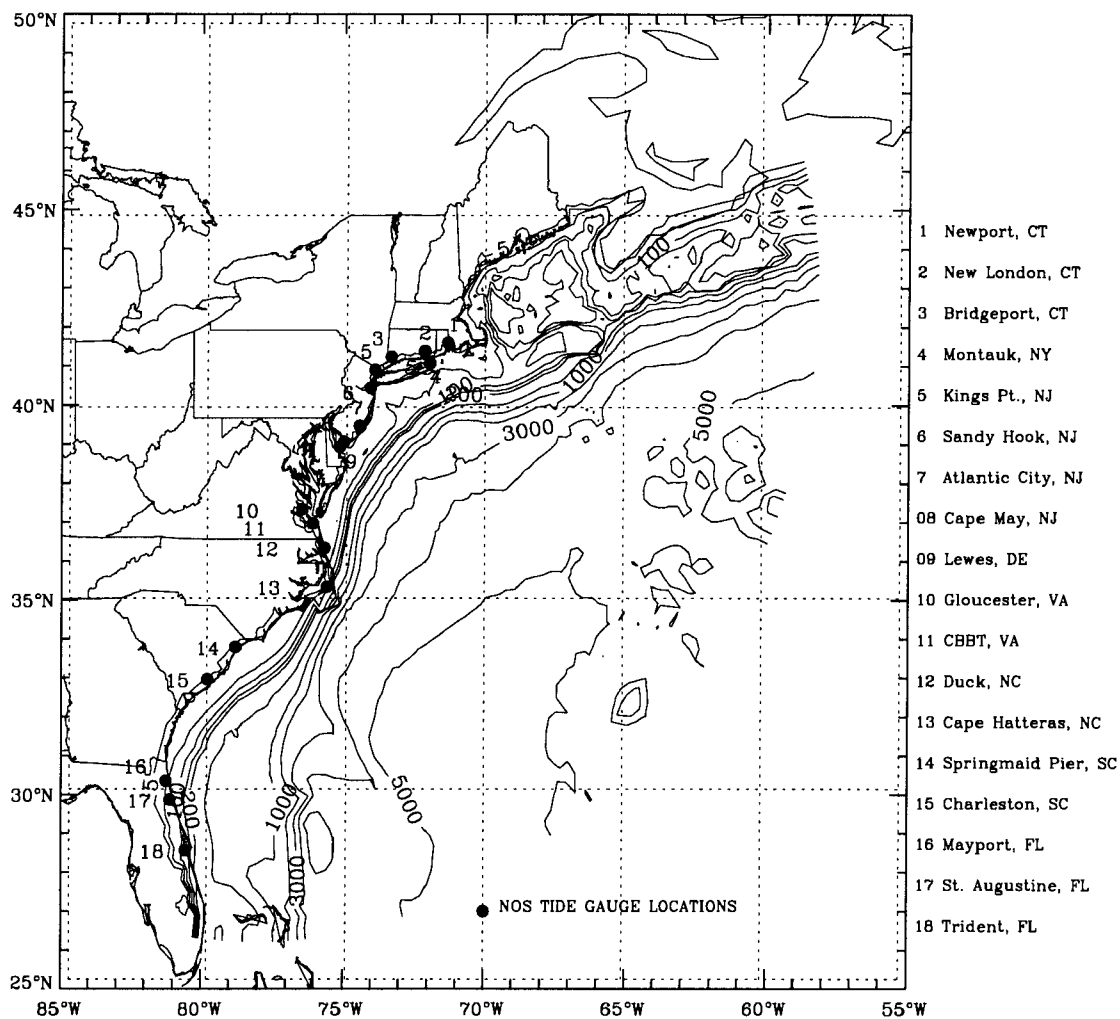 50°N
45°N
40°N
35°N
30°N
25°N
85°W 80°W 75°W 70°W 65°W 60°W 55°W
1 Newport, CT
2 New London, CT
3 Bridgeport, CT
4 Montauk, NY
5 Kings Pt., NJ
6 Sandy Hook, NJ
7 Atlantic City, NJ
08 Cape May, NJ
09 Lewes, DE
10 Gloucester, VA
11 CBBT, VA
12 Duck, NC
13 Cape Hatteras, NC
14 Springmaid Pier, SC
15 Charleston, SC
16 Mayport, FL
17 St. Augustine, FL
18 Trident, FL
100
1000
3000
5000
3
2
1
5
4
6
9
10
11
12
13
14
15
16
17
18
200
1000
3000
5000
NOS TIDE GAUGE LOCATIONS